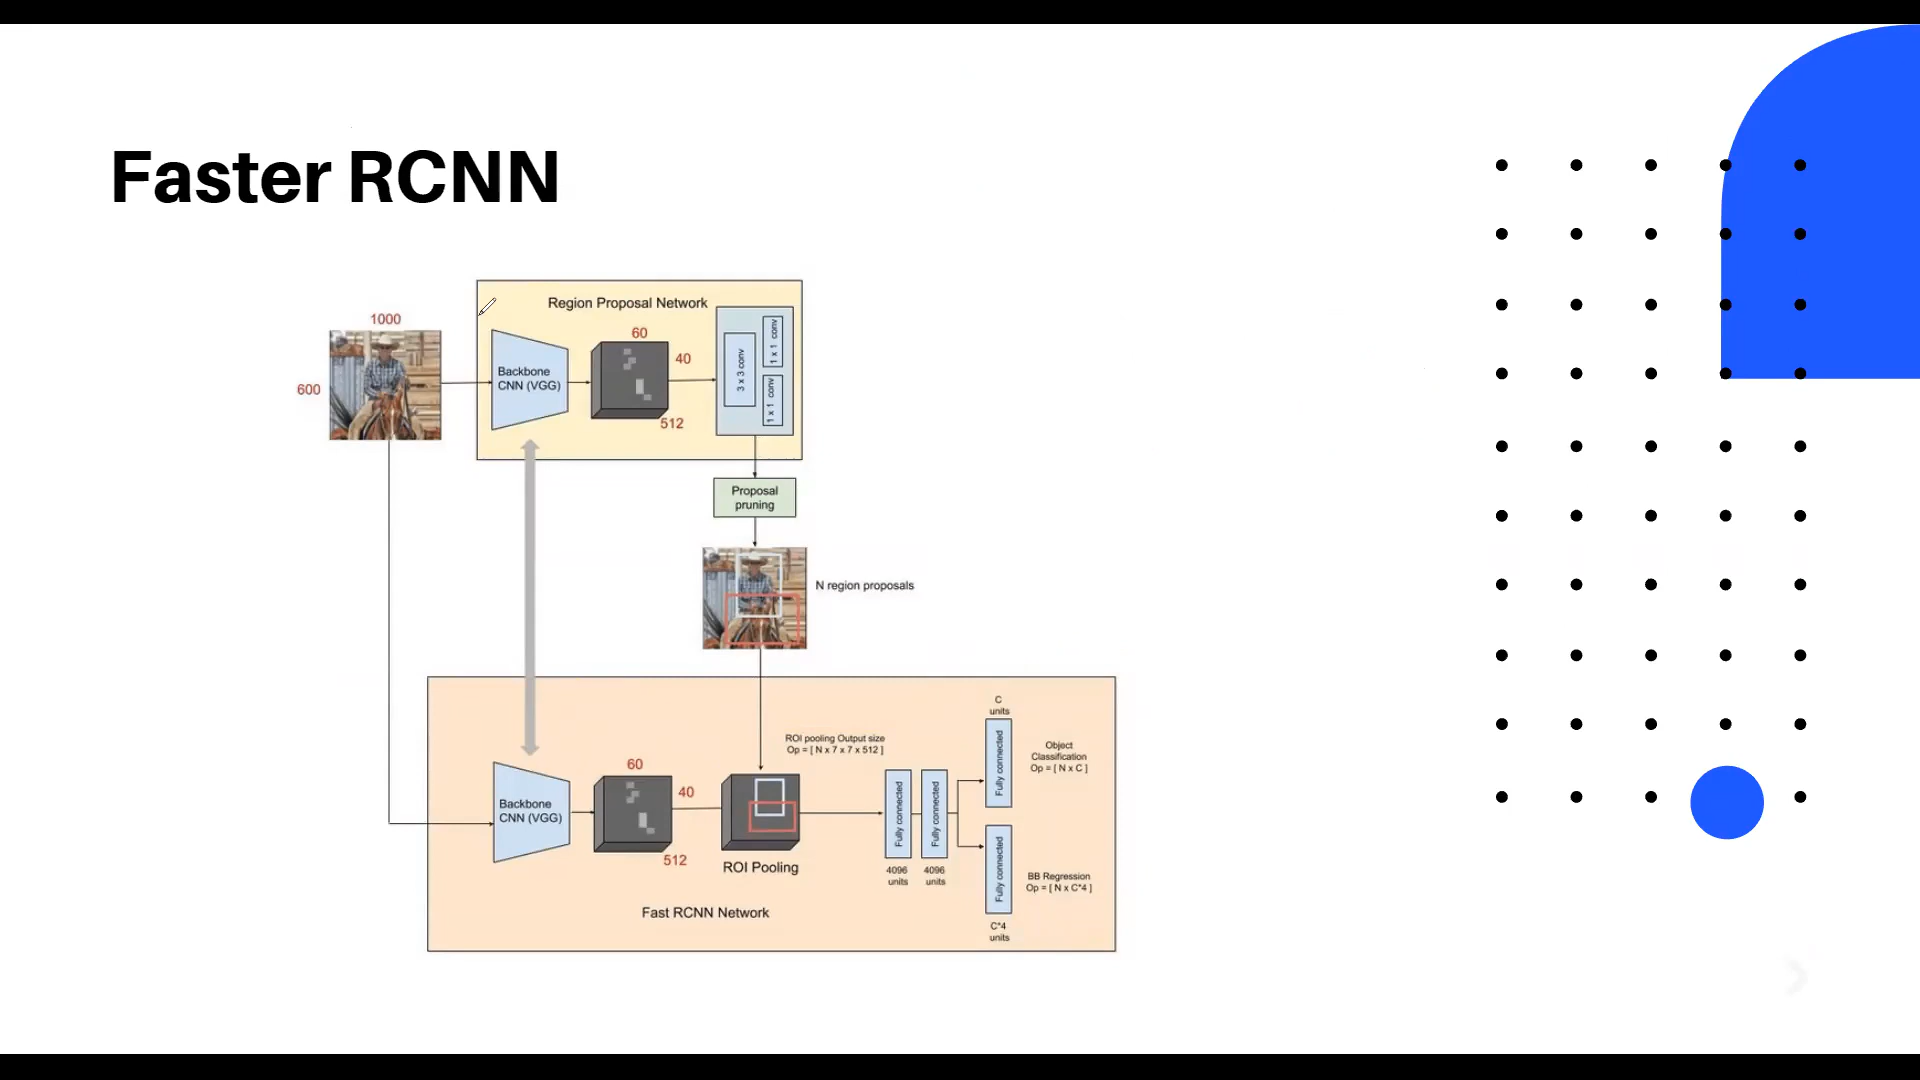 Faster RCNN
Region Proposal Network
1000
600
Backbone
CNN (VGG)
60
40
512
3 x 3 conv
1 x 1 conv
1 x 1 conv
Proposal
pruning
N region proposals
Backbone
CNN (VGG)
60
40
512
ROI Pooling
ROI pooling Output size
Op = [ N x 7 x 7 x 512 ]
Fully connected
4096
units
Fully connected
4096
units
C
units
Fully connected
Object
Classification
Op = [ N x C ]
Fully connected
C*4
units
BB Regression
Op = [ N x C*4 ]
Fast RCNN Network